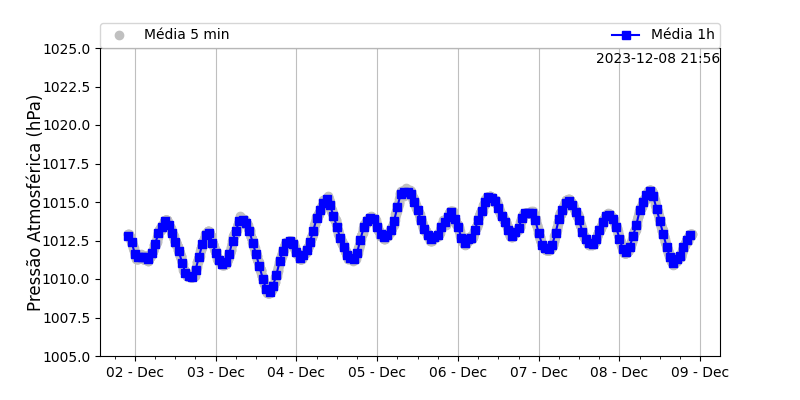 Média 5 min
Média 1h
2023-12-08 21:56
Pressão Atmosférica (hPa)
1025.0
1022.5
1020.0
1017.5
1015.0
1012.5
1010.0
1007.5
1005.0
02 - Dec
03 - Dec
04 - Dec
05 - Dec
06 - Dec
07 - Dec
08 - Dec
09 - Dec